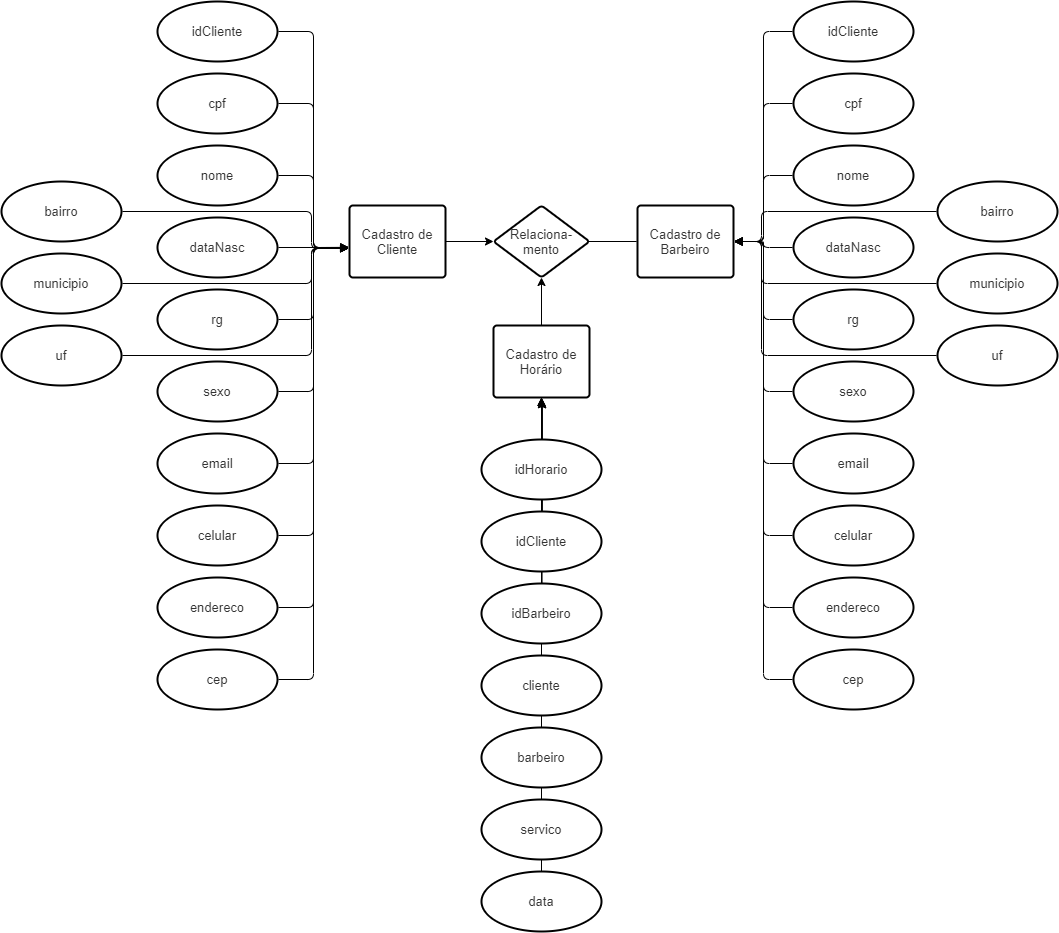 idCliente
cpf
nome
bairro
dataNasc
municipio
rg
uf
sexo
email
celular
endereco
cep
Cadastro de
Cliente
Relaciona-
mento
Cadastro de
Barbeiro
Cadastro de
Horário
idHorario
idCliente
idBarbeiro
cliente
barbeiro
servico
data
idCliente
cpf
nome
bairro
dataNasc
municipio
rg
uf
sexo
email
celular
endereco
cep